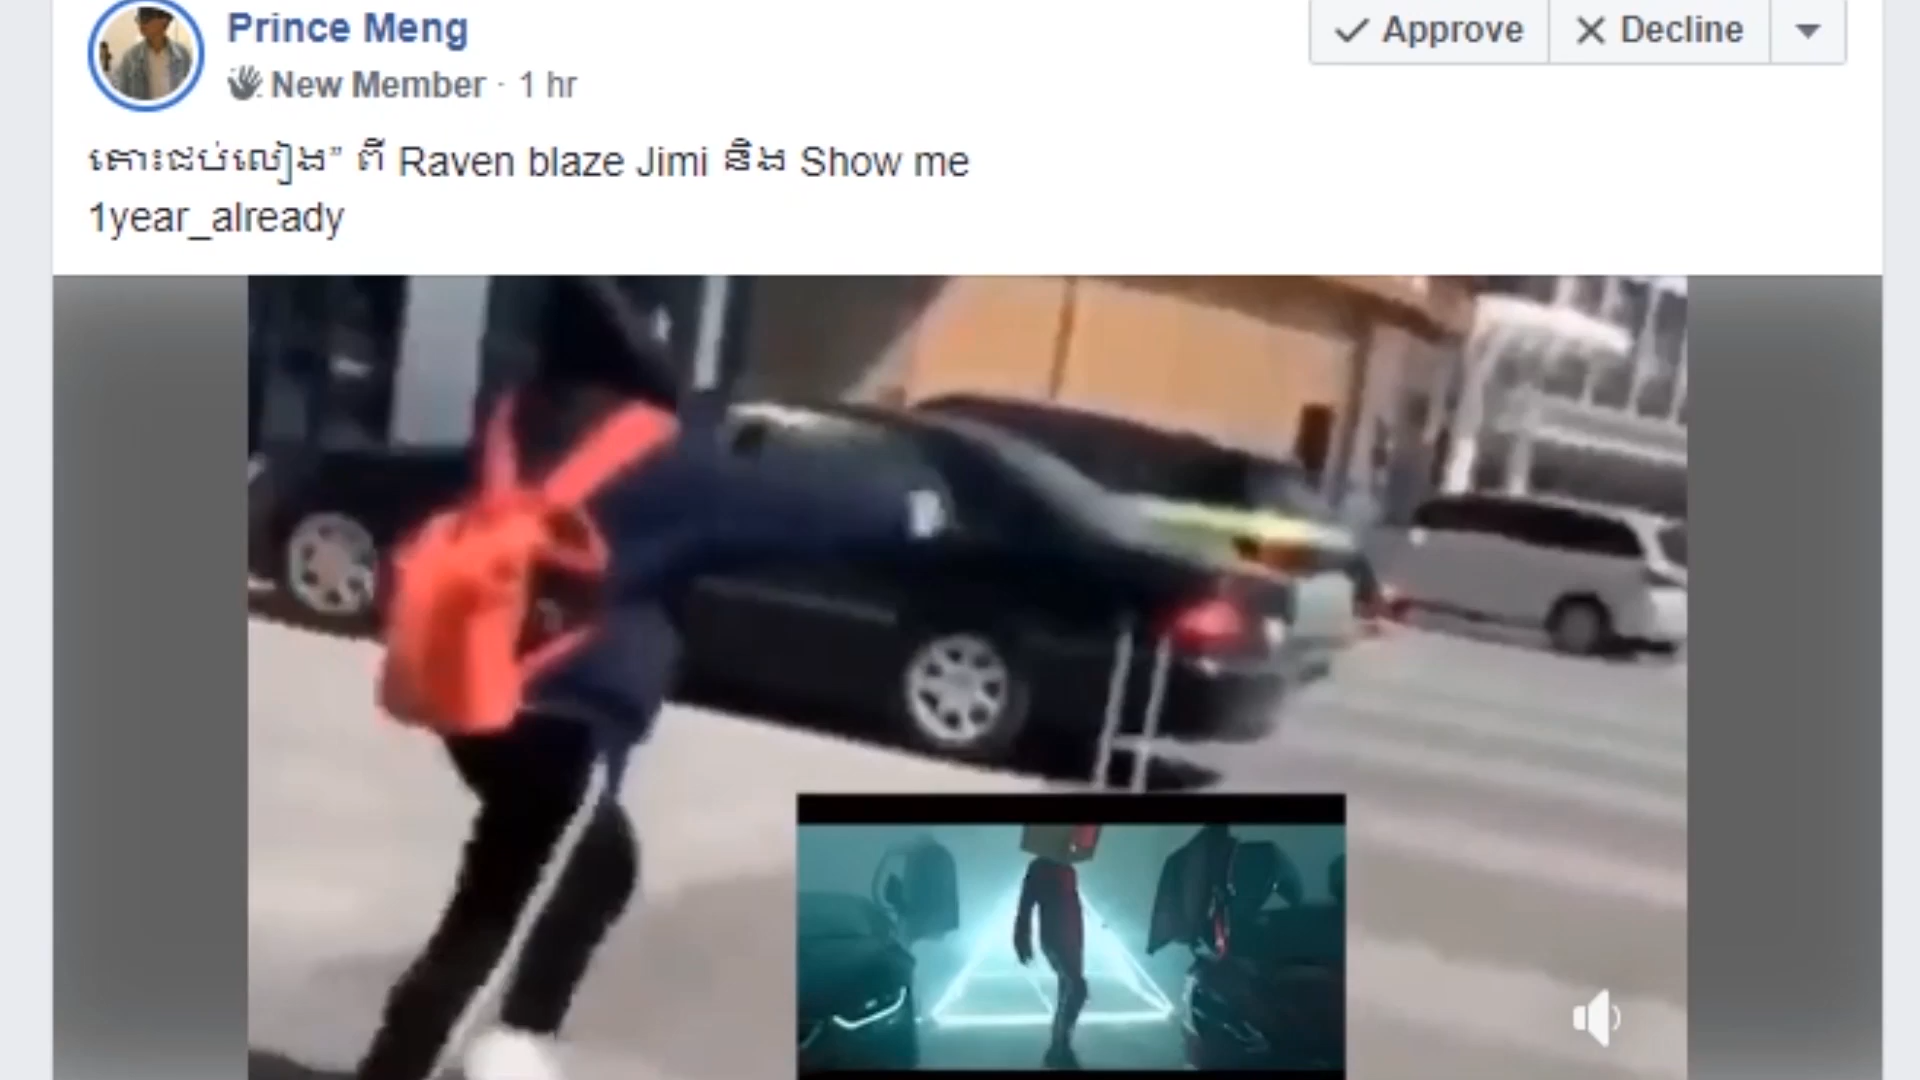 Prince Meng
New Member · 1 hr
Approve
Decline
តោះជប់លៀង” ពី Raven blaze Jimi និង Show me
1year_already